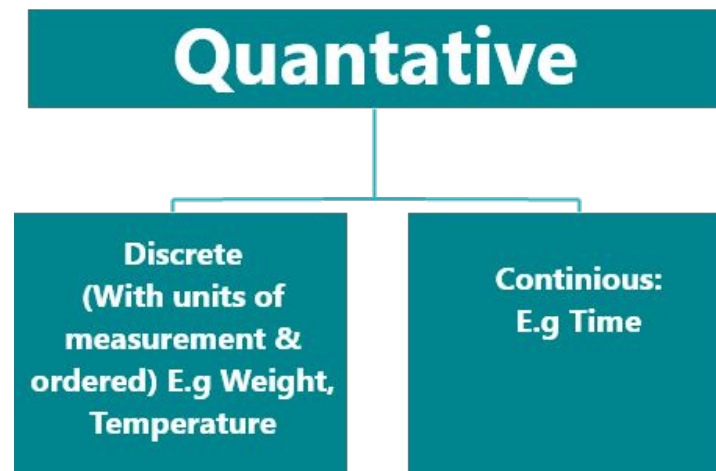 Quantative
Discrete
(With units of
measurement &
ordered) E.g Weight,
Temperature
Continious:
E.g Time